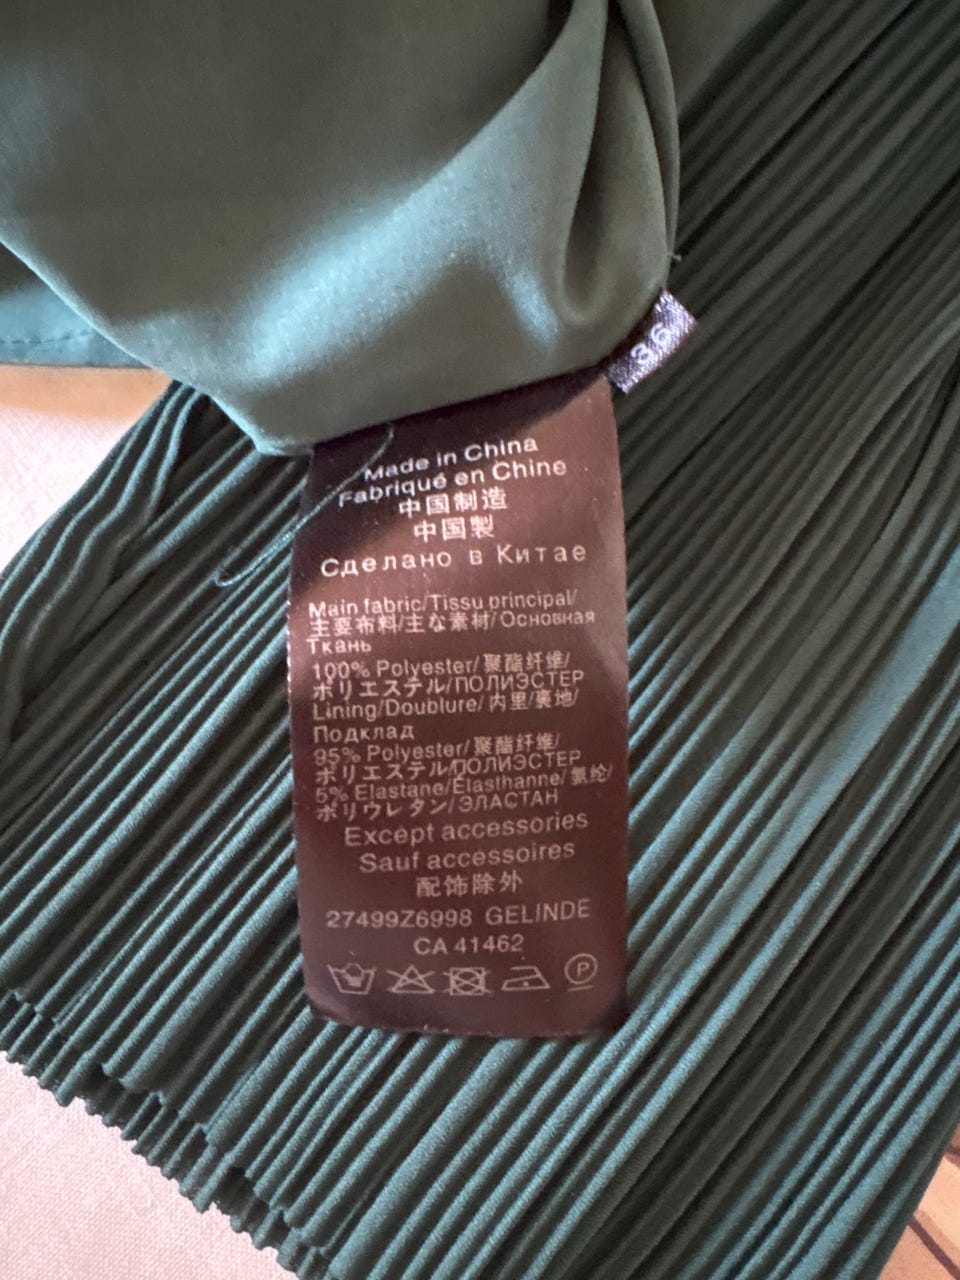 36
Made in China
Fabriqué en Chine
中国制造
中国製
Сделано в Китае
Main fabric/Tissu principal/
主要布料/主な素材/Основная
Ткань
100% Polyester/聚酯纤维/
ポリエステル/ПОЛИЭСТЕР
Lining/Doublure/内里/裏地/
Подклад
95% Polyester/聚酯纤维/
ポリエステル/ПОЛИЭСТЕР
5% Elastane/Elasthanne/氨纶/
ポリウレタン/ЭЛАСТАН
Except accessories
Sauf accessoires
配饰除外
27499Z6998 GELINDE
CA 41462
P